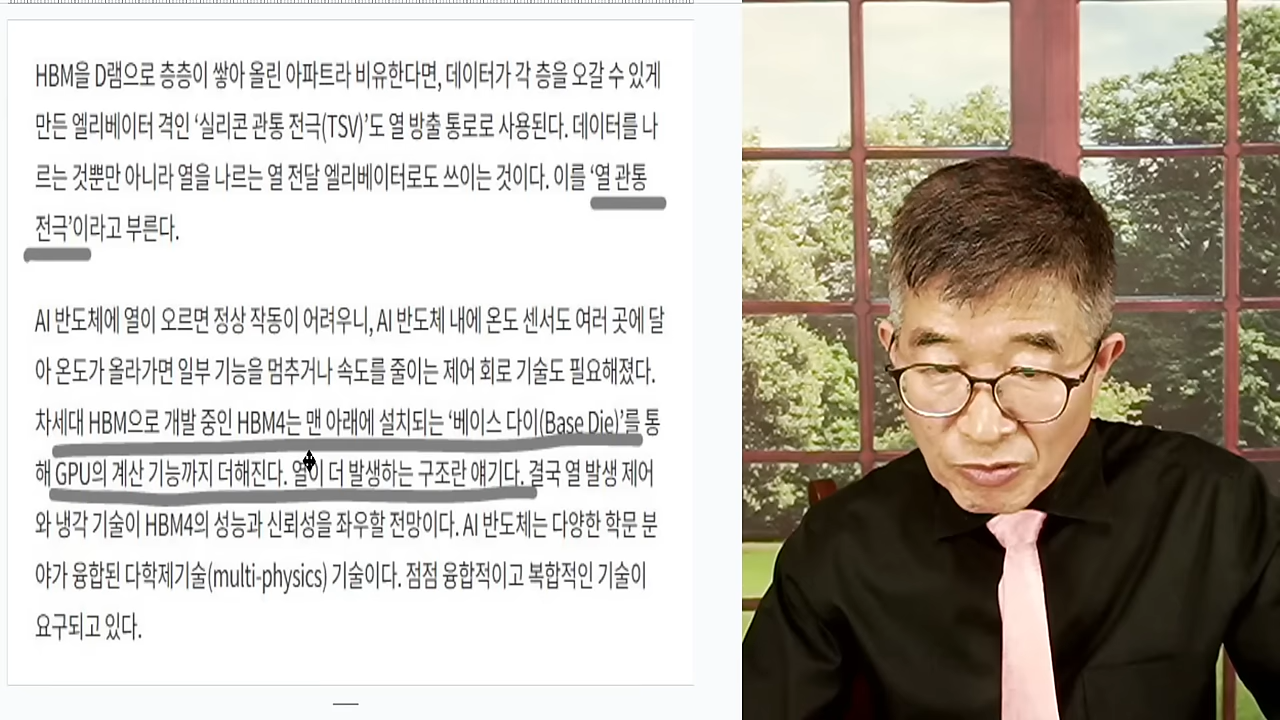 HBM을 D램으로 층층이 쌓아 올린 아파트라 비유한다면, 데이터가 각 층을 오갈 수 있게
만든 엘리베이터 격인 ‘실리콘 관통 전극(TSV)’도 열 방출 통로로 사용된다. 데이터를 나
르는 것뿐만 아니라 열을 나르는 열 전달 엘리베이터로도 쓰이는 것이다. 이를 ‘열 관통
전극’이라고 부른다.
AI 반도체에 열이 오르면 정상 작동이 어려우니, AI 반도체 내에 온도 센서도 여러 곳에 달
아 온도가 올라가면 일부 기능을 멈추거나 속도를 줄이는 제어 회로 기술도 필요해졌다.
차세대 HBM으로 개발 중인 HBM4는 맨 아래에 설치되는 ‘베이스 다이(Base Die)’를 통
해 GPU의 계산 기능까지 더해진다. 열이 더 발생하는 구조란 얘기다. 결국 열 발생 제어
와 냉각 기술이 HBM4의 성능과 신뢰성을 좌우할 전망이다. AI 반도체는 다양한 학문 분
야가 융합된 다학제기술(multi-physics) 기술이다. 점점 융합적이고 복합적인 기술이
요구되고 있다.